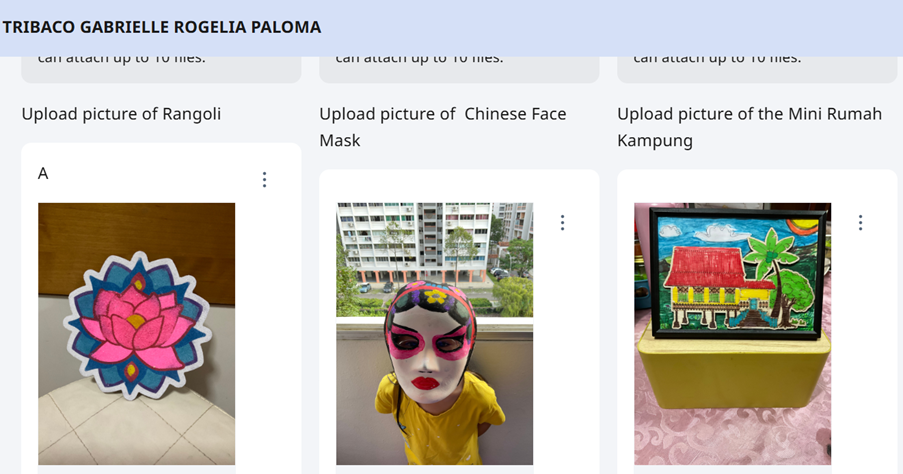 TRIBACO GABRIELLE ROGELIA PALOMA
can attach up to 10 files.
can attach up to 10 files.
can attach up to 10 files.
Upload picture of Rangoli
Upload picture of  Chinese Face
Mask
Upload picture of the Mini Rumah
Kampung
A